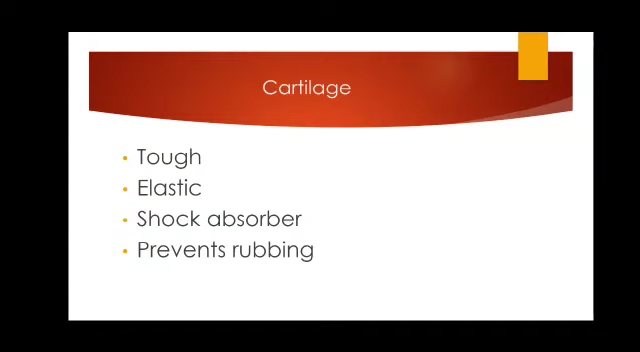 Cartilage
• Tough
• Elastic
• Shock absorber
• Prevents rubbing